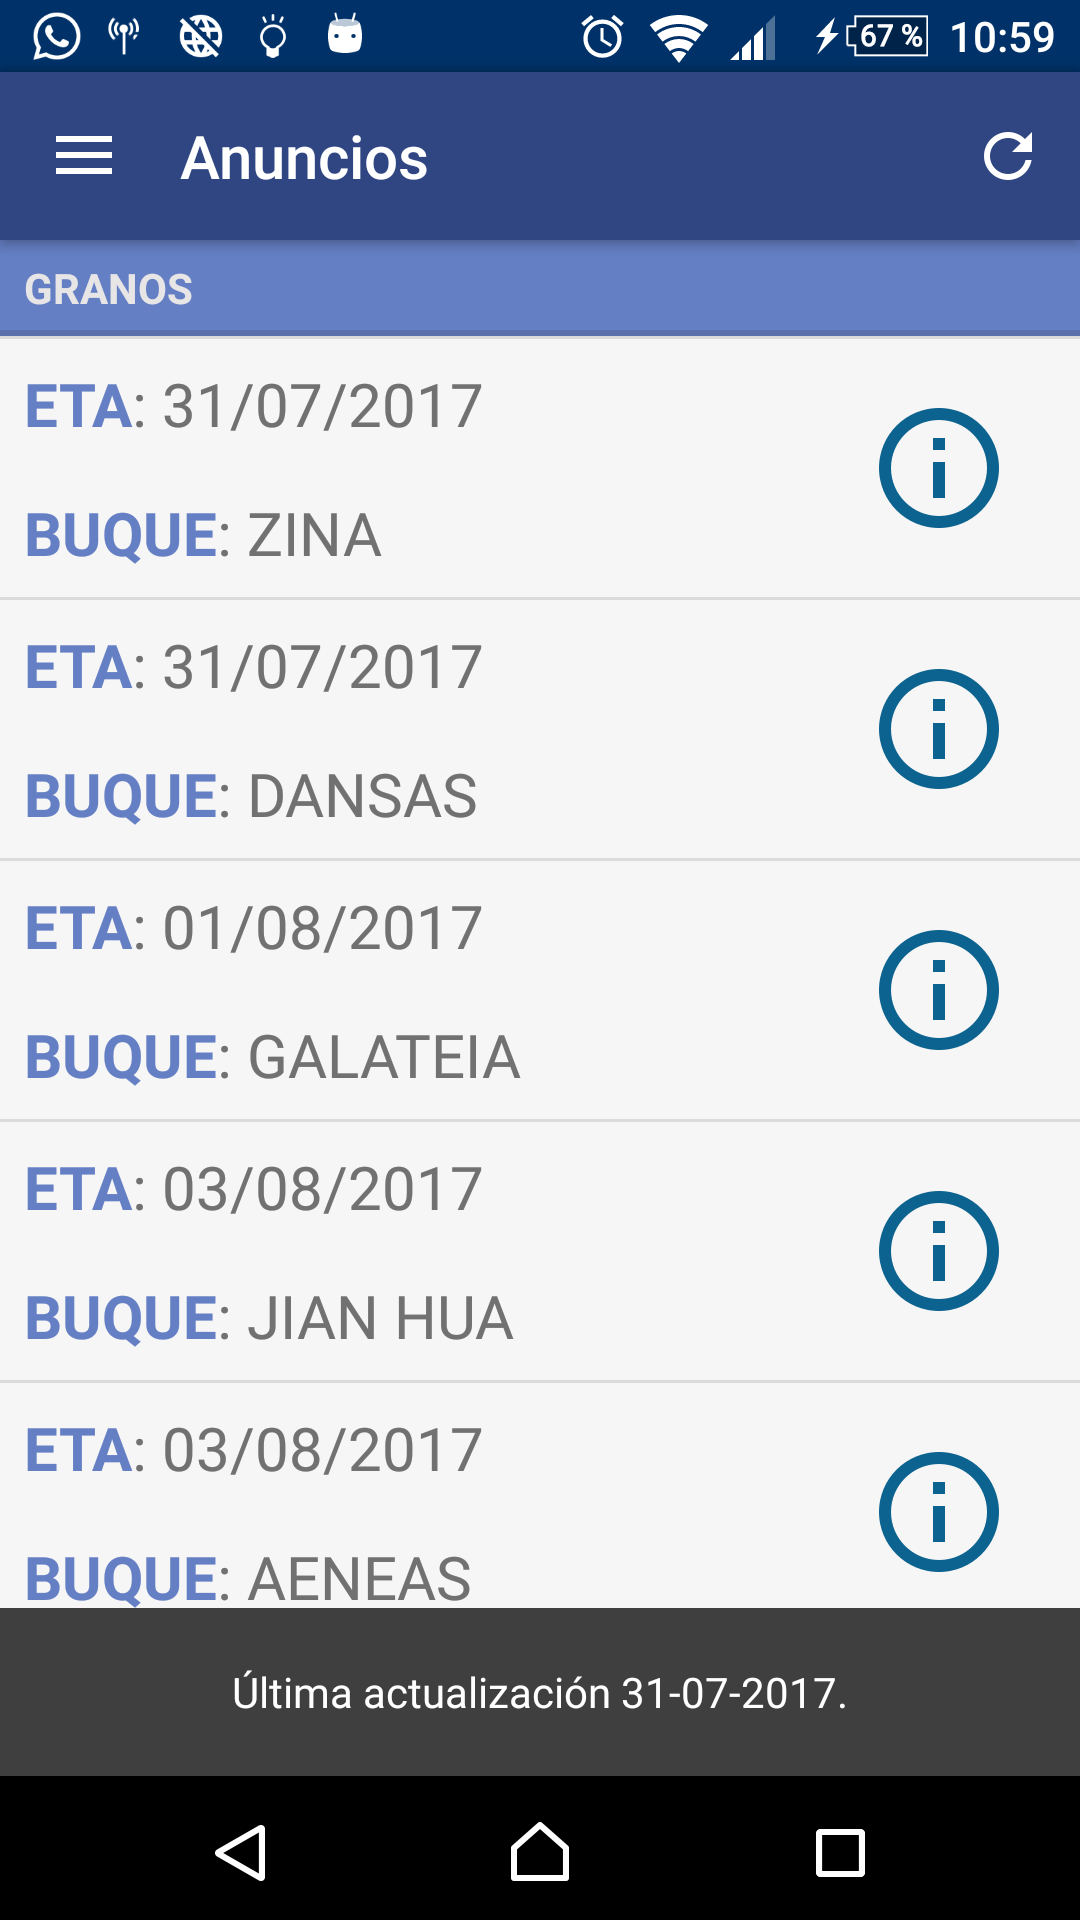 67 % 10:59
Anuncios
GRANOS
ETA: 31/07/2017
BUQUE: ZINA
ETA: 31/07/2017
BUQUE: DANSAS
ETA: 01/08/2017
BUQUE: GALATEIA
ETA: 03/08/2017
BUQUE: JIAN HUA
ETA: 03/08/2017
BUQUE: AENEAS
Última actualización 31-07-2017.